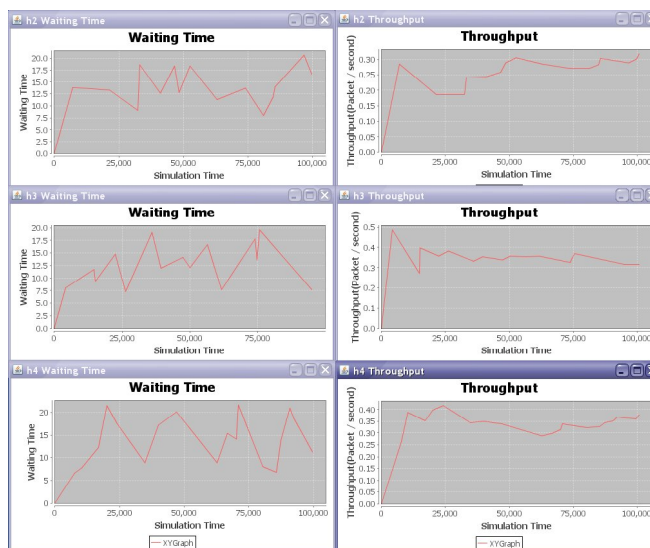 h2 Waiting Time
Waiting Time
Waiting Time
20.0
17.5
15.0
12.5
10.0
7.5
5.0
2.5
0.0
0
25,000
50,000
75,000
100,000
Simulation Time
h2 Throughput
Throughput
Throughput(Packet / second)
0.30
0.25
0.20
0.15
0.10
0.05
0.00
0
25,000
50,000
75,000
100,000
Simulation Time
h3 Waiting Time
Waiting Time
Waiting Time
20.0
17.5
15.0
12.5
10.0
7.5
5.0
2.5
0.0
0
25,000
50,000
75,000
Simulation Time
h3 Throughput
Throughput
Throughput(Packet / second)
0.5
0.4
0.3
0.2
0.1
0.0
0
25,000
50,000
75,000
100,000
Simulation Time
h4 Waiting Time
Waiting Time
Waiting Time
20
15
10
5
0
0
25,000
50,000
75,000
100,000
Simulation Time
XYGraph
h4 Throughput
Throughput
Throughput(Packet / second)
0.40
0.35
0.30
0.25
0.20
0.15
0.10
0.05
0.00
0
25,000
50,000
75,000
100,000
Simulation Time
XYGraph